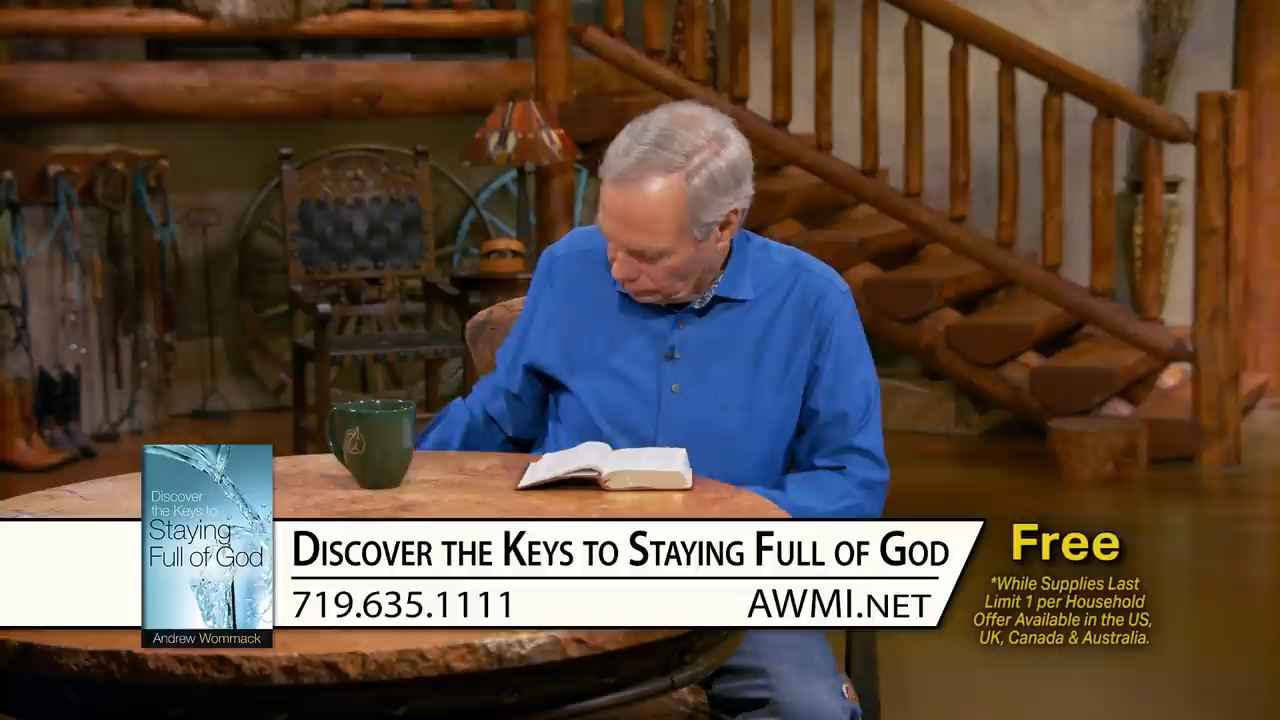 Discover
the Keys to
Staying
Full of God
Andrew Wommack
DISCOVER THE KEYS TO STAYING FULL OF GOD
719.635.1111
AWMI.NET
Free
*While Supplies Last
Limit 1 per Household
Offer Available in the US,
UK, Canada & Australia.